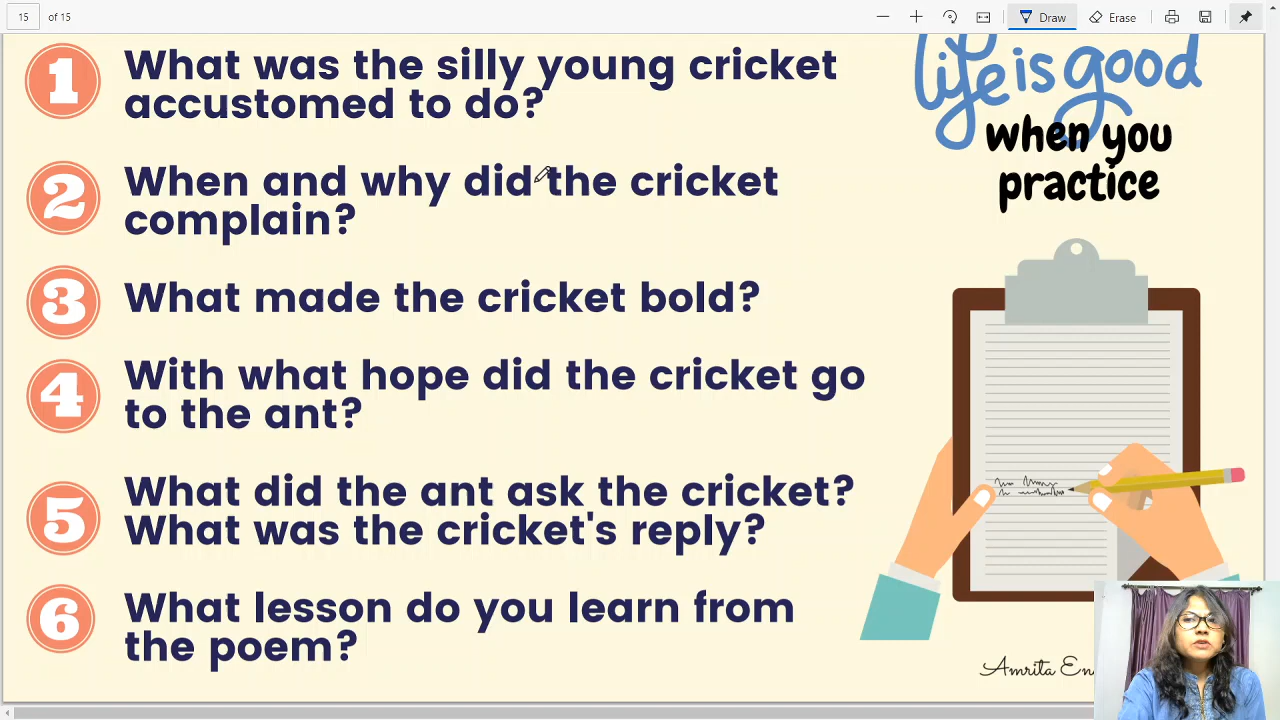 15 of 15
Draw
Erase
life is good
when you
practice
1 What was the silly young cricket
accustomed to do?
2 When and why did the cricket
complain?
3 What made the cricket bold?
4 With what hope did the cricket go
to the ant?
5 What did the ant ask the cricket?
What was the cricket's reply?
6 What lesson do you learn from
the poem?
Amrita